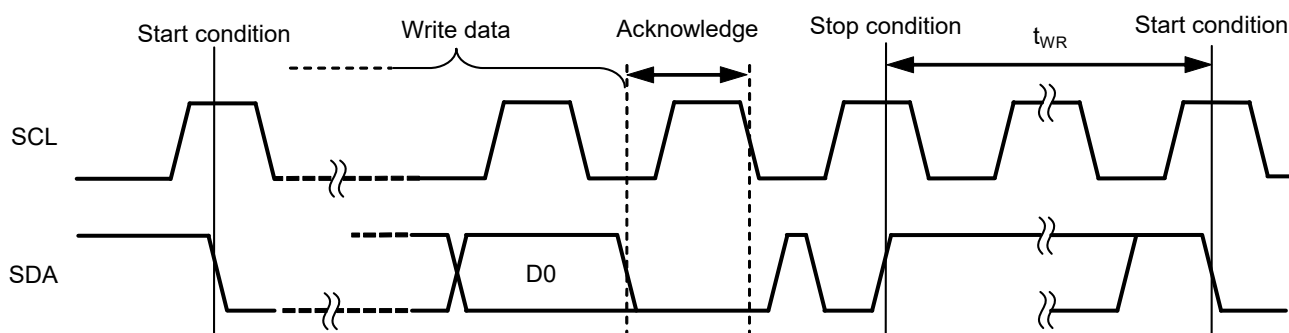 Start condition
Write data
Acknowledge
Stop condition
tWR
Start condition
SCL
SDA
D0